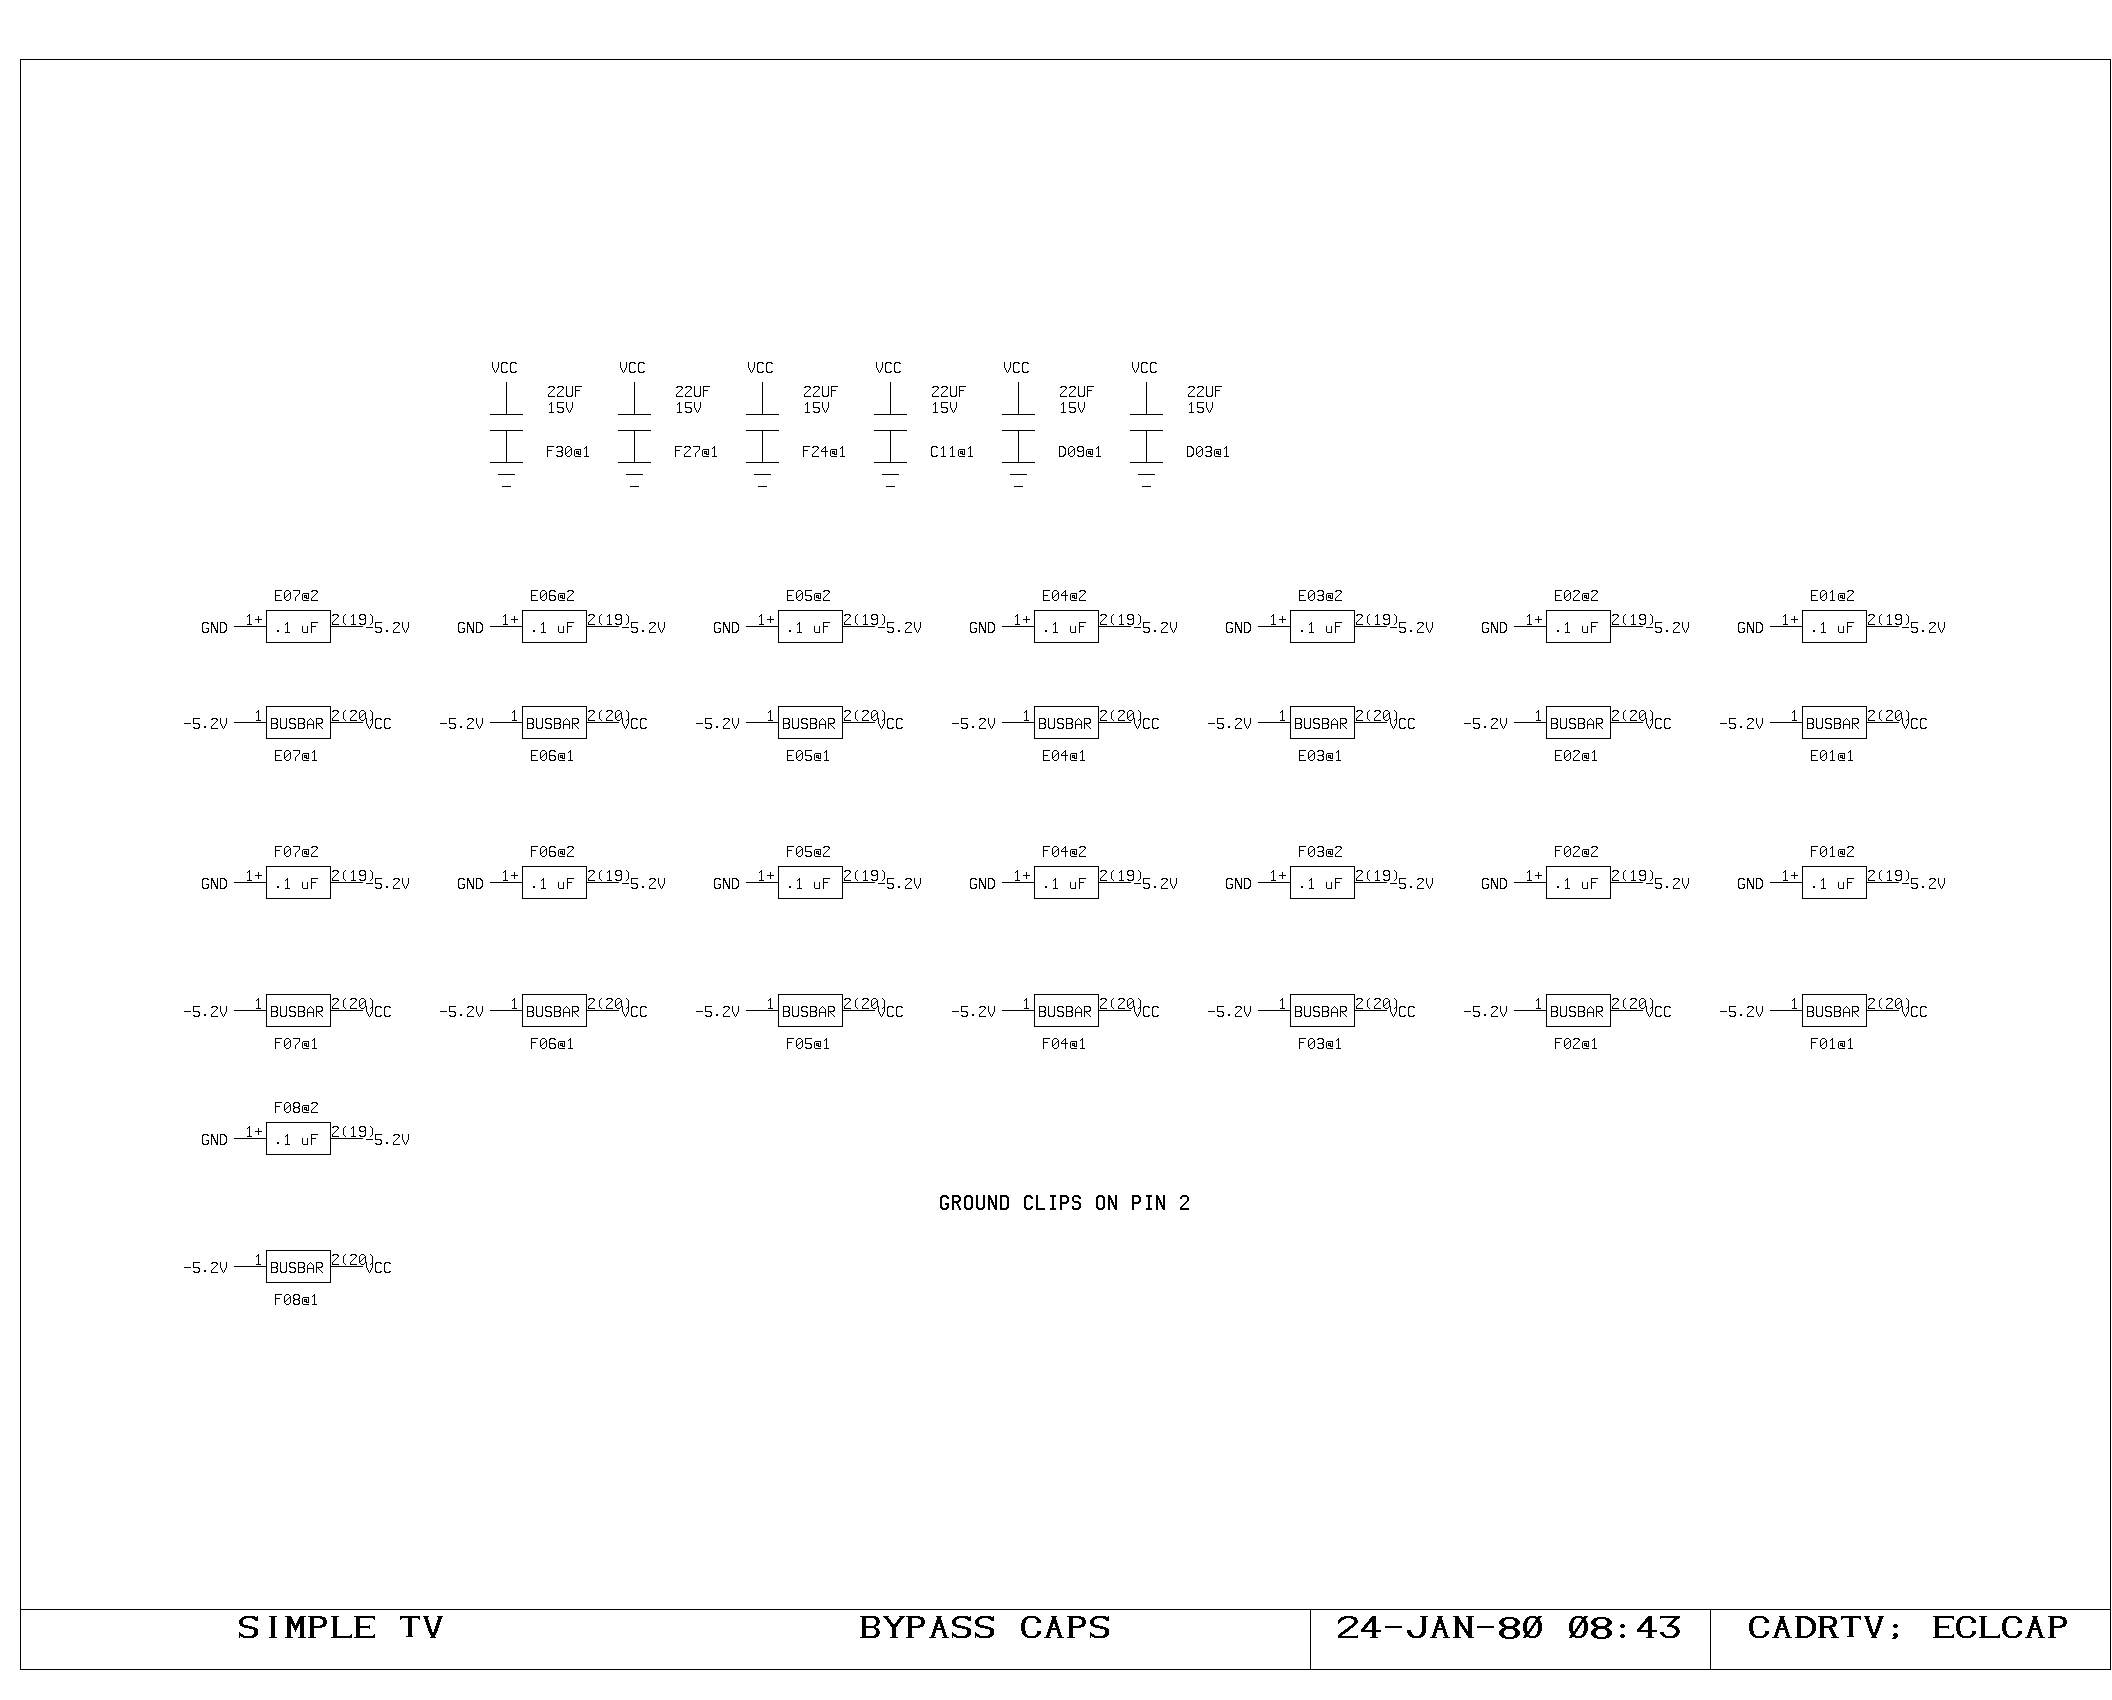 VCC VCC VCC VCC VCC VCC
22UF 22UF 22UF 22UF 22UF 22UF
15V 15V 15V 15V 15V 15V
F30@1 F27@1 F24@1 C11@1 D09@1 D03@1
E07@2 E06@2 E05@2 E04@2 E03@2 E02@2 E01@2
GND 1+ .1 uF 2(19) -5.2V GND 1+ .1 uF 2(19) -5.2V GND 1+ .1 uF 2(19) -5.2V GND 1+ .1 uF 2(19) -5.2V GND 1+ .1 uF 2(19) -5.2V GND 1+ .1 uF 2(19) -5.2V GND 1+ .1 uF 2(19) -5.2V
-5.2V 1 BUSBAR 2(20) VCC -5.2V 1 BUSBAR 2(20) VCC -5.2V 1 BUSBAR 2(20) VCC -5.2V 1 BUSBAR 2(20) VCC -5.2V 1 BUSBAR 2(20) VCC -5.2V 1 BUSBAR 2(20) VCC -5.2V 1 BUSBAR 2(20) VCC
E07@1 E06@1 E05@1 E04@1 E03@1 E02@1 E01@1
F07@2 F06@2 F05@2 F04@2 F03@2 F02@2 F01@2
GND 1+ .1 uF 2(19) -5.2V GND 1+ .1 uF 2(19) -5.2V GND 1+ .1 uF 2(19) -5.2V GND 1+ .1 uF 2(19) -5.2V GND 1+ .1 uF 2(19) -5.2V GND 1+ .1 uF 2(19) -5.2V GND 1+ .1 uF 2(19) -5.2V
-5.2V 1 BUSBAR 2(20) VCC -5.2V 1 BUSBAR 2(20) VCC -5.2V 1 BUSBAR 2(20) VCC -5.2V 1 BUSBAR 2(20) VCC -5.2V 1 BUSBAR 2(20) VCC -5.2V 1 BUSBAR 2(20) VCC -5.2V 1 BUSBAR 2(20) VCC
F07@1 F06@1 F05@1 F04@1 F03@1 F02@1 F01@1
F08@2
GND 1+ .1 uF 2(19) -5.2V
GROUND CLIPS ON PIN 2
-5.2V 1 BUSBAR 2(20) VCC
F08@1
SIMPLE TV BYPASS CAPS 24-JAN-80 08:43 CADRTV; ECLCAP